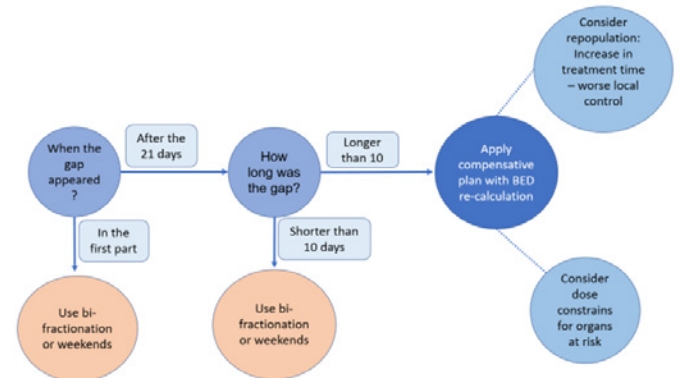 Consider
repopulation:
Increase in
treatment time
– worse local
control
When the
gap
appeared
?
After the
21 days
How
long was
the gap?
Longer
than 10
Apply
compensative
plan with BED
re-calculation
In the
first part
Shorter than
10 days
Use bi-
fractionation
or weekends
Use bi-
fractionation
or weekends
Consider
dose
constrains
for organs
at risk